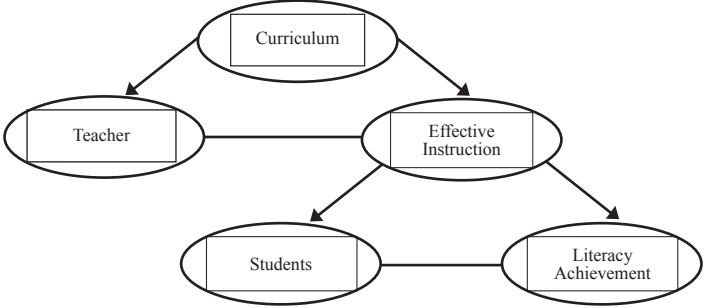 Curriculum
Teacher
Effective
Instruction
Students
Literacy
Achievement